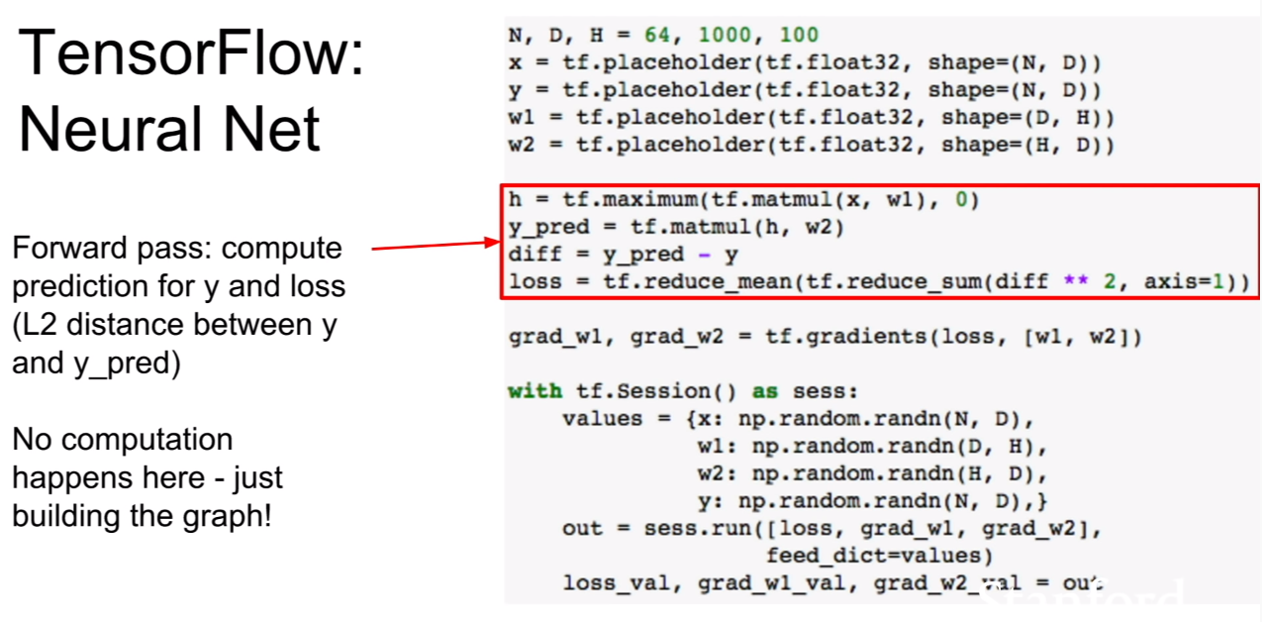 TensorFlow:
Neural Net
Forward pass: compute
prediction for y and loss
(L2 distance between y
and y_pred)
No computation
happens here - just
building the graph!
N, D, H = 64, 1000, 100
x = tf.placeholder(tf.float32, shape=(N, D))
y = tf.placeholder(tf.float32, shape=(N, D))
w1 = tf.placeholder(tf.float32, shape=(D, H))
w2 = tf.placeholder(tf.float32, shape=(H, D))
h = tf.maximum(tf.matmul(x, w1), 0)
y_pred = tf.matmul(h, w2)
diff = y_pred - y
loss = tf.reduce_mean(tf.reduce_sum(diff ** 2, axis=1))
grad_w1, grad_w2 = tf.gradients(loss, [w1, w2])
with tf.Session() as sess:
    values = {x: np.random.randn(N, D),
              w1: np.random.randn(D, H),
              w2: np.random.randn(H, D),
              y: np.random.randn(N, D),}
    out = sess.run([loss, grad_w1, grad_w2],
                   feed_dict=values)
    loss_val, grad_w1_val, grad_w2_val = out
Stanford